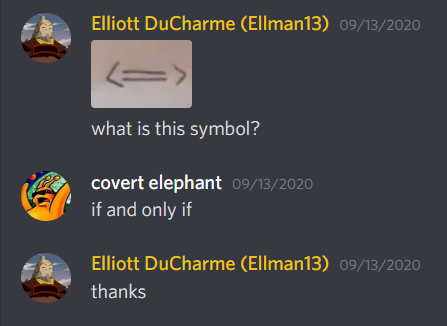 Elliott DuCharme (Ellman13) 09/13/2020
<=>
what is this symbol?
covert elephant 09/13/2020
if and only if
Elliott DuCharme (Ellman13) 09/13/2020
thanks